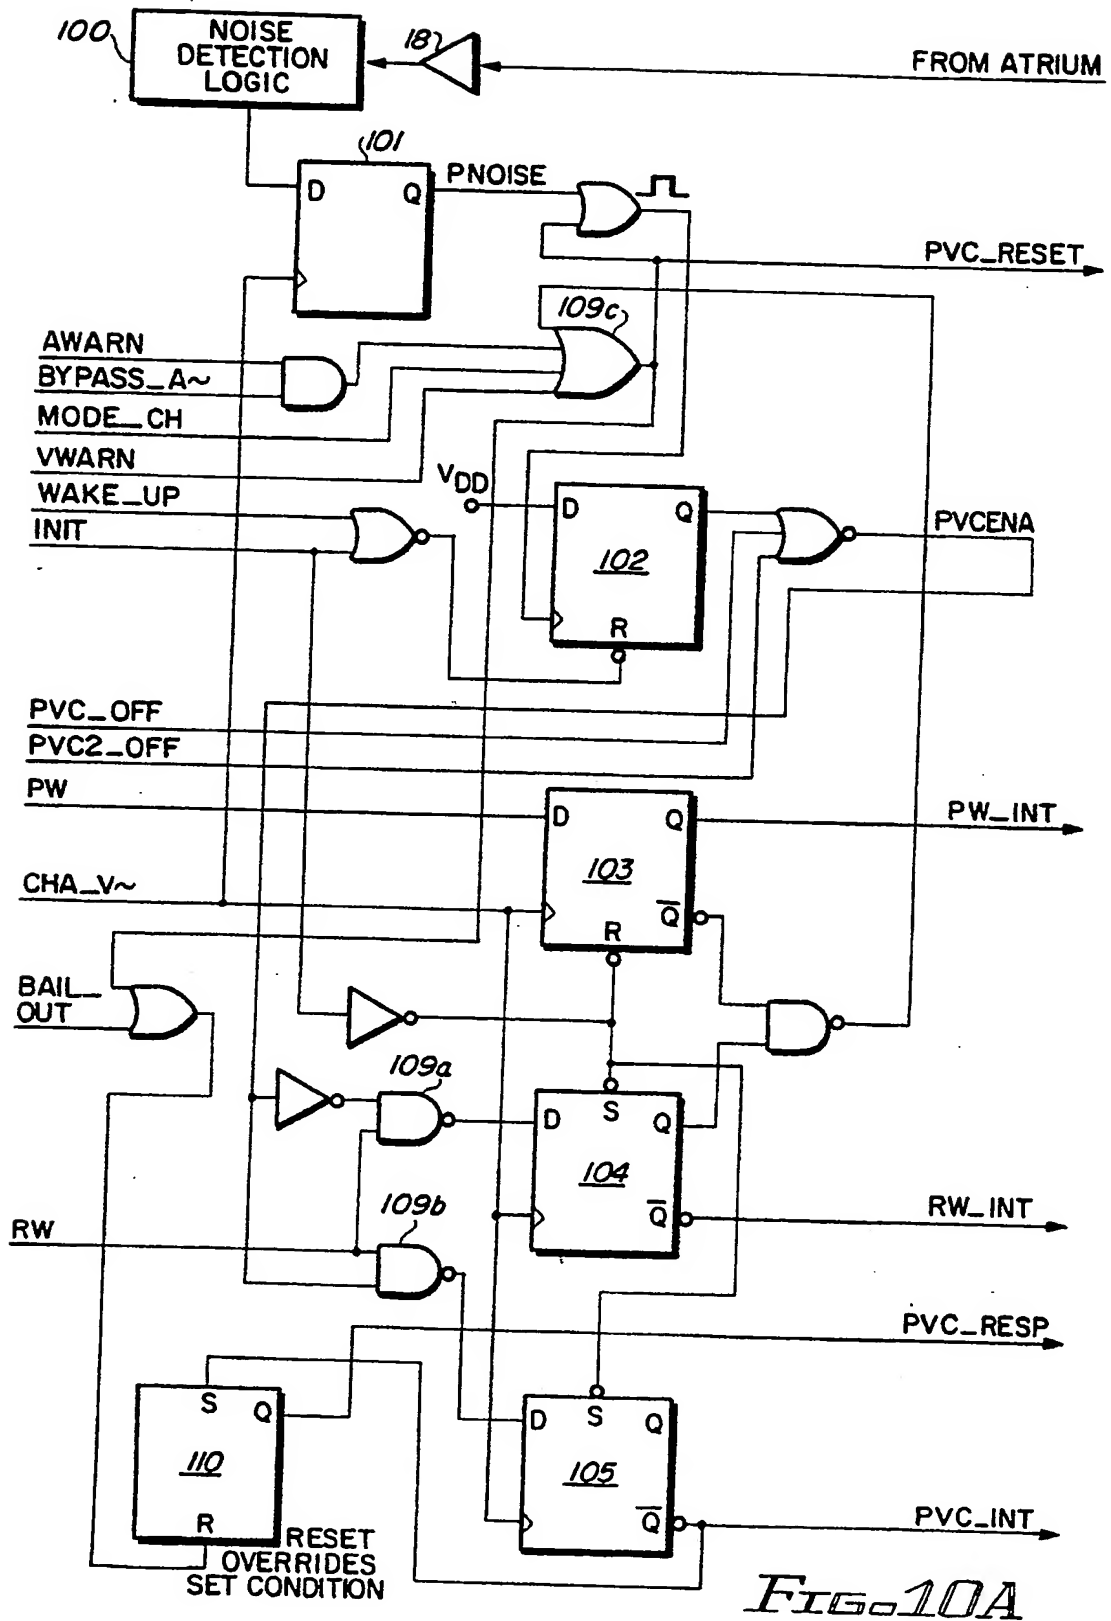 100
NOISE
DETECTION
LOGIC
18
FROM ATRIUM
101
D
Q
PNOISE
PVC_RESET
109c
AWARN
BYPASS_A~
MODE_CH
VWARN
WAKE_UP
INIT
VDD
D
Q
102
R
PVCENA
PVC_OFF
PVC2_OFF
PW
D
Q
PW_INT
103
CHA_V~
Q
R
BAIL_
OUT
109a
D
S
Q
104
Q
RW_INT
109b
RW
PVC_RESP
S
Q
110
R
RESET
OVERRIDES
SET CONDITION
D
S
Q
105
Q
PVC_INT
FIG. 10A